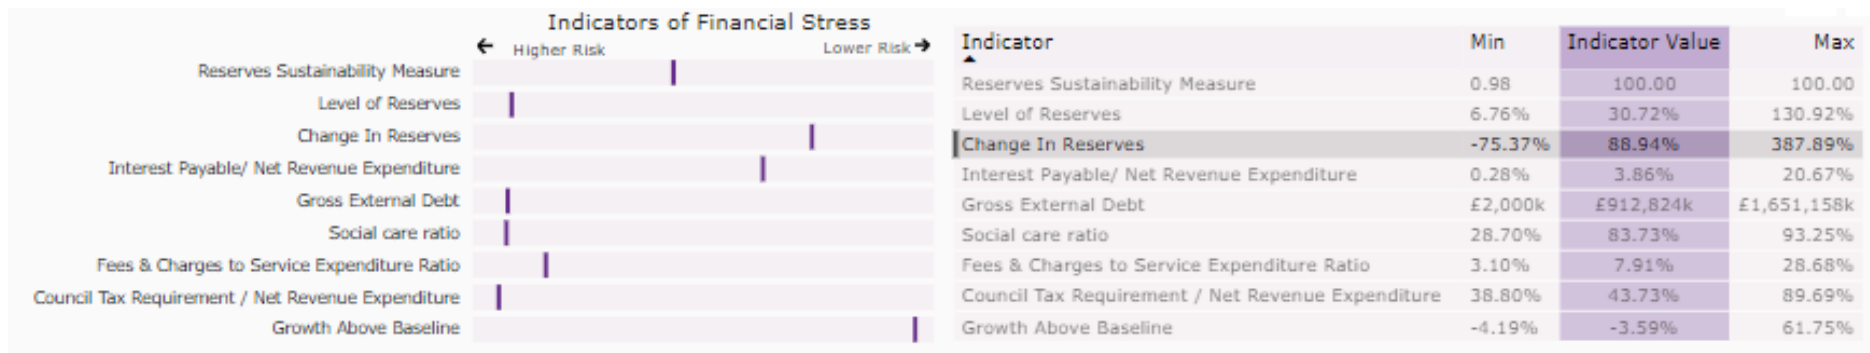 Indicators of Financial Stress
← Higher Risk Lower Risk →
Reserves Sustainability Measure
Level of Reserves
Change In Reserves
Interest Payable/ Net Revenue Expenditure
Gross External Debt
Social care ratio
Fees & Charges to Service Expenditure Ratio
Council Tax Requirement / Net Revenue Expenditure
Growth Above Baseline
Indicator Min Indicator Value Max
Reserves Sustainability Measure 0.98 100.00 100.00
Level of Reserves 6.76% 30.72% 130.92%
Change In Reserves -75.37% 88.94% 387.89%
Interest Payable/ Net Revenue Expenditure 0.28% 3.86% 20.67%
Gross External Debt £2,000k £912,824k £1,651,158k
Social care ratio 28.70% 83.73% 93.25%
Fees & Charges to Service Expenditure Ratio 3.10% 7.91% 28.68%
Council Tax Requirement / Net Revenue Expenditure 38.80% 43.73% 89.69%
Growth Above Baseline -4.19% -3.59% 61.75%